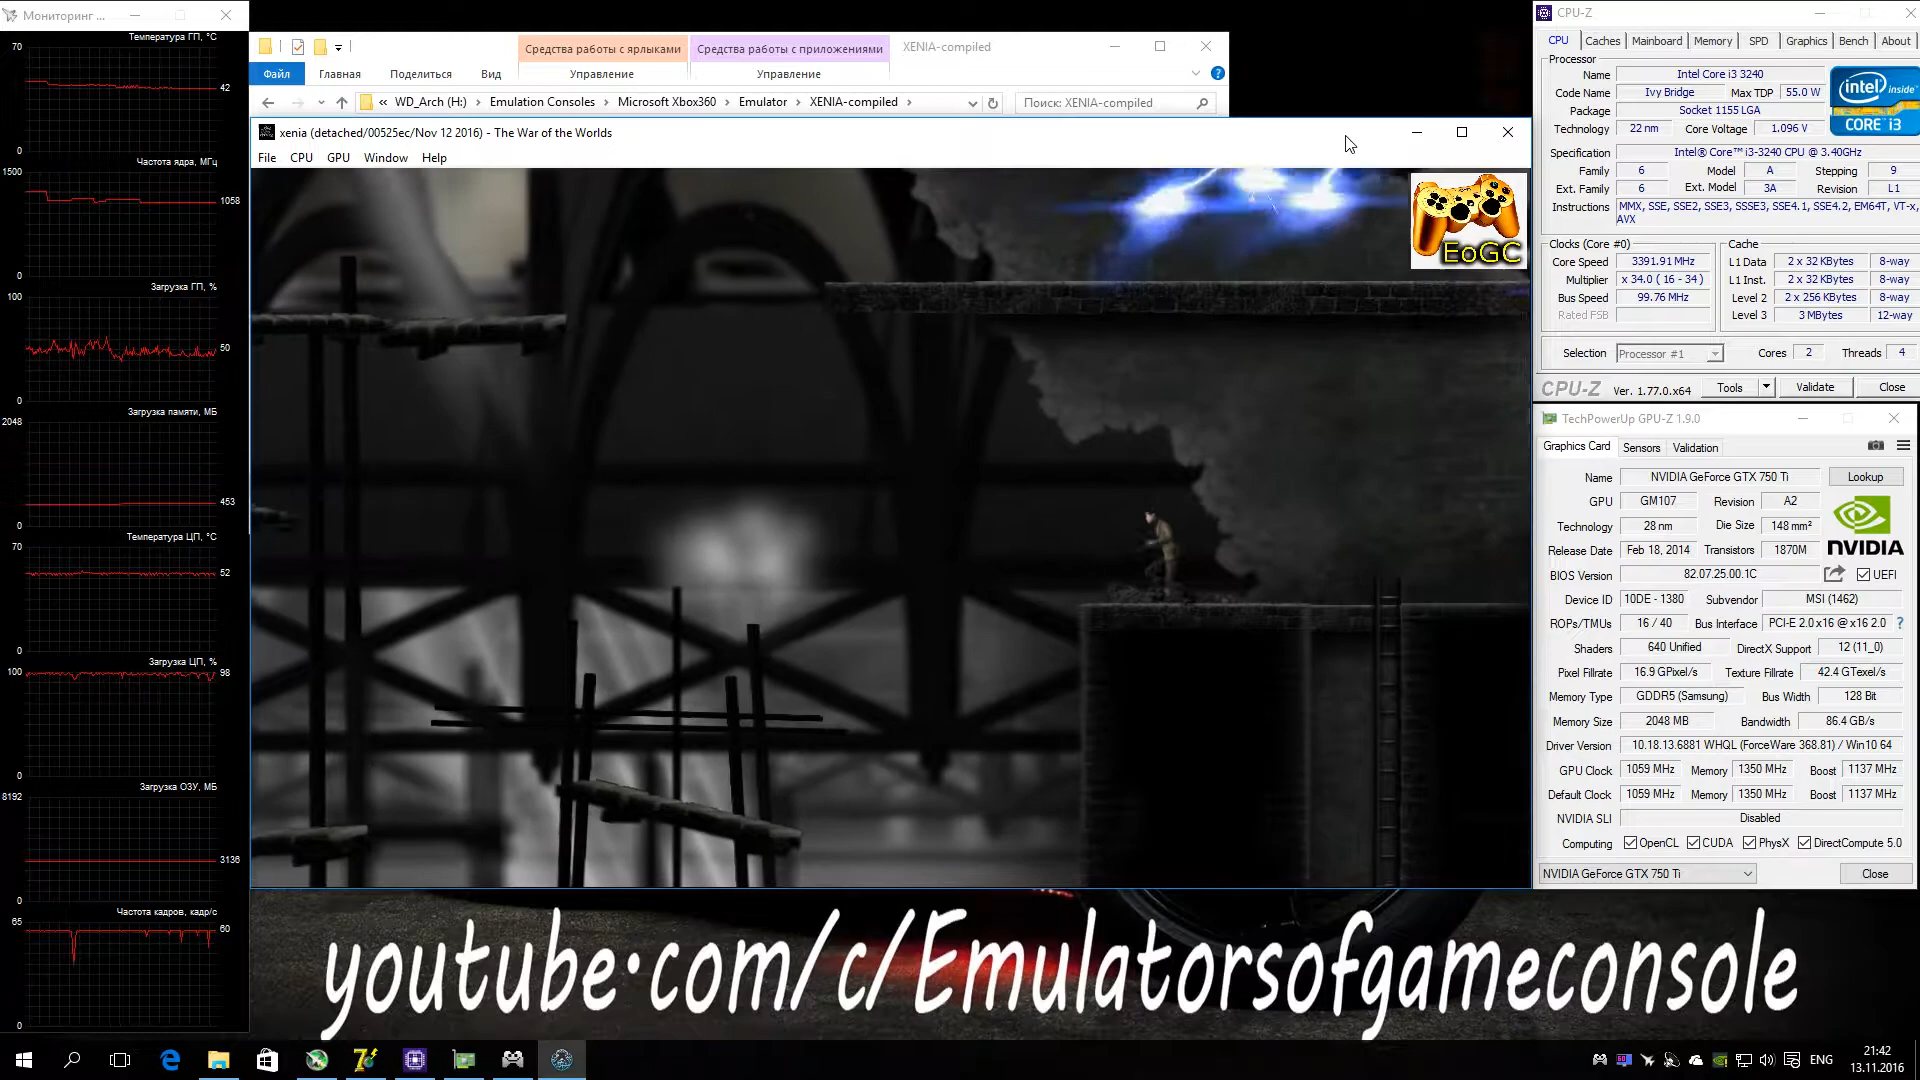 Мониторинг ...
Температура ГП, °C
70
42
0
Частота ядра, МГц
1500
1058
0
Загрузка ГП, %
100
50
0
Загрузка памяти, МБ
2048
453
0
Температура ЦП, °C
70
52
0
Загрузка ЦП, %
100
98
0
Загрузка ОЗУ, МБ
8192
3136
0
Частота кадров, кадр/с
65
60
0
Средства работы с ярлыками
Средства работы с приложениями
XENIA-compiled
Файл
Главная
Поделиться
Вид
Управление
Управление
« WD_Arch (H:) › Emulation Consoles › Microsoft Xbox360 › Emulator › XENIA-compiled ›
Поиск: XENIA-compiled
xenia (detached/00525ec/Nov 12 2016) - The War of the Worlds
File CPU GPU Window Help
EoGC
CPU-Z
CPU Caches Mainboard Memory SPD Graphics Bench About
Processor
Name Intel Core i3 3240
Code Name Ivy Bridge Max TDP 55.0 W
Package Socket 1155 LGA
Technology 22 nm Core Voltage 1.096 V
intel inside™
CORE i3
Specification Intel® Core™ i3-3240 CPU @ 3.40GHz
Family 6 Model A Stepping 9
Ext. Family 6 Ext. Model 3A Revision L1
Instructions MMX, SSE, SSE2, SSE3, SSSE3, SSE4.1, SSE4.2, EM64T, VT-x,
AVX
Clocks (Core #0)
Core Speed 3391.91 MHz
Multiplier x 34.0 ( 16 - 34 )
Bus Speed 99.76 MHz
Rated FSB
Cache
L1 Data 2 x 32 KBytes 8-way
L1 Inst. 2 x 32 KBytes 8-way
Level 2 2 x 256 KBytes 8-way
Level 3 3 MBytes 12-way
Selection Processor #1 Cores 2 Threads 4
CPU-Z Ver. 1.77.0.x64 Tools Validate Close
TechPowerUp GPU-Z 1.9.0
Graphics Card Sensors Validation
Name NVIDIA GeForce GTX 750 Ti Lookup
GPU GM107 Revision A2
Technology 28 nm Die Size 148 mm²
Release Date Feb 18, 2014 Transistors 1870M
NVIDIA
BIOS Version 82.07.25.00.1C UEFI
Device ID 10DE - 1380 Subvendor MSI (1462)
ROPs/TMUs 16 / 40 Bus Interface PCI-E 2.0 x16 @ x16 2.0 ?
Shaders 640 Unified DirectX Support 12 (11_0)
Pixel Fillrate 16.9 GPixel/s Texture Fillrate 42.4 GTexel/s
Memory Type GDDR5 (Samsung) Bus Width 128 Bit
Memory Size 2048 MB Bandwidth 86.4 GB/s
Driver Version 10.18.13.6881 WHQL (ForceWare 368.81) / Win10 64
GPU Clock 1059 MHz Memory 1350 MHz Boost 1137 MHz
Default Clock 1059 MHz Memory 1350 MHz Boost 1137 MHz
NVIDIA SLI Disabled
Computing OpenCL CUDA PhysX DirectCompute 5.0
NVIDIA GeForce GTX 750 Ti Close
youtube.com/c/Emulatorsofgameconsole
ENG
21:42
13.11.2016